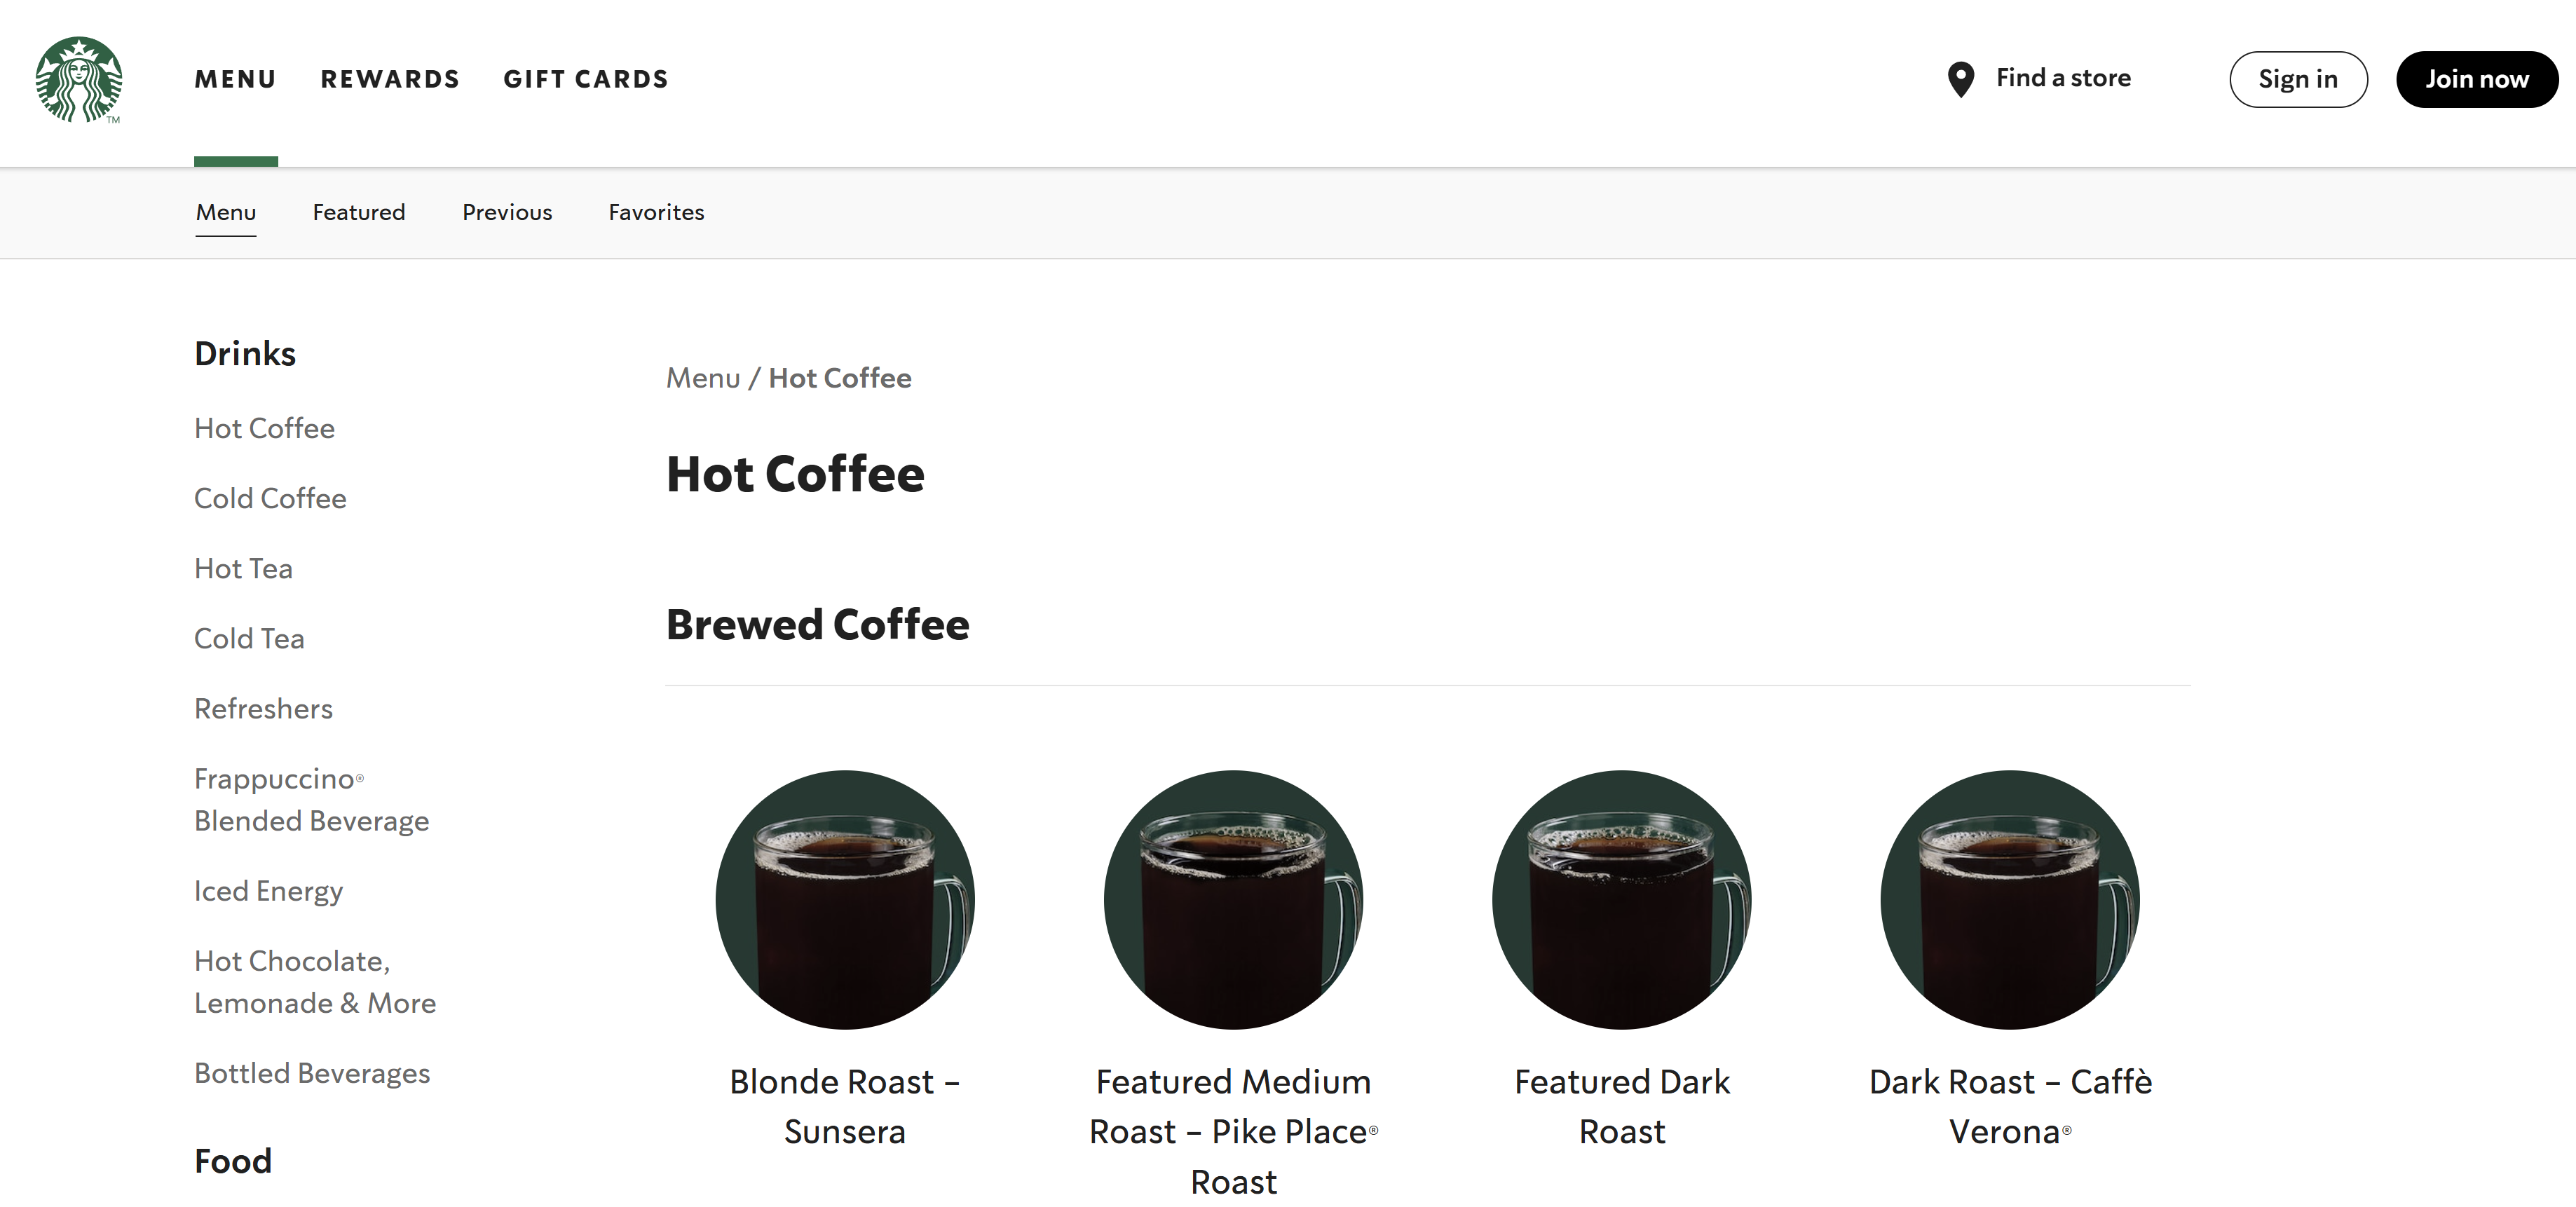 TM
MENU REWARDS GIFT CARDS Find a store Sign in Join now
Menu Featured Previous Favorites
Drinks
Hot Coffee
Cold Coffee
Hot Tea
Cold Tea
Refreshers
Frappuccino®
Blended Beverage
Iced Energy
Hot Chocolate,
Lemonade & More
Bottled Beverages
Food
Menu / Hot Coffee
Hot Coffee
Brewed Coffee
Blonde Roast –
Sunsera
Featured Medium
Roast – Pike Place®
Roast
Featured Dark
Roast
Dark Roast – Caffè
Verona®